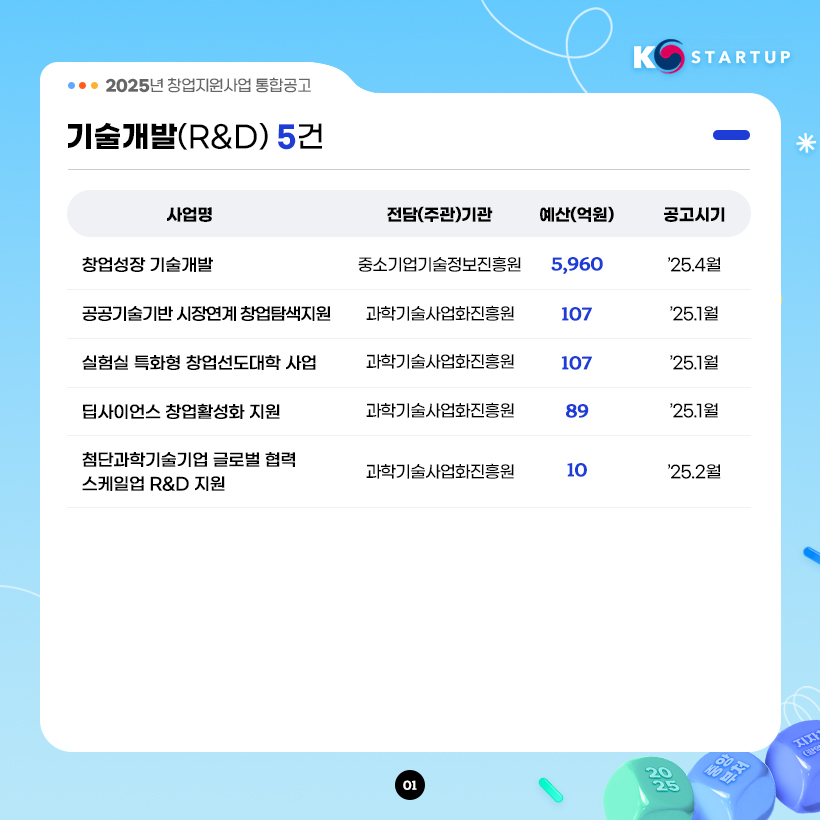 K STARTUP
2025년 창업지원사업 통합공고
기술개발(R&D) 5건
사업명 전담(주관)기관 예산(억원) 공고시기
창업성장 기술개발 중소기업기술정보진흥원 5,960 ’25.4월
공공기술기반 시장연계 창업탐색지원 과학기술사업화진흥원 107 ’25.1월
실험실 특화형 창업선도대학 사업 과학기술사업화진흥원 107 ’25.1월
딥사이언스 창업활성화 지원 과학기술사업화진흥원 89 ’25.1월
첨단과학기술기업 글로벌 협력
스케일업 R&D 지원 과학기술사업화진흥원 10 ’25.2월
01
20
25